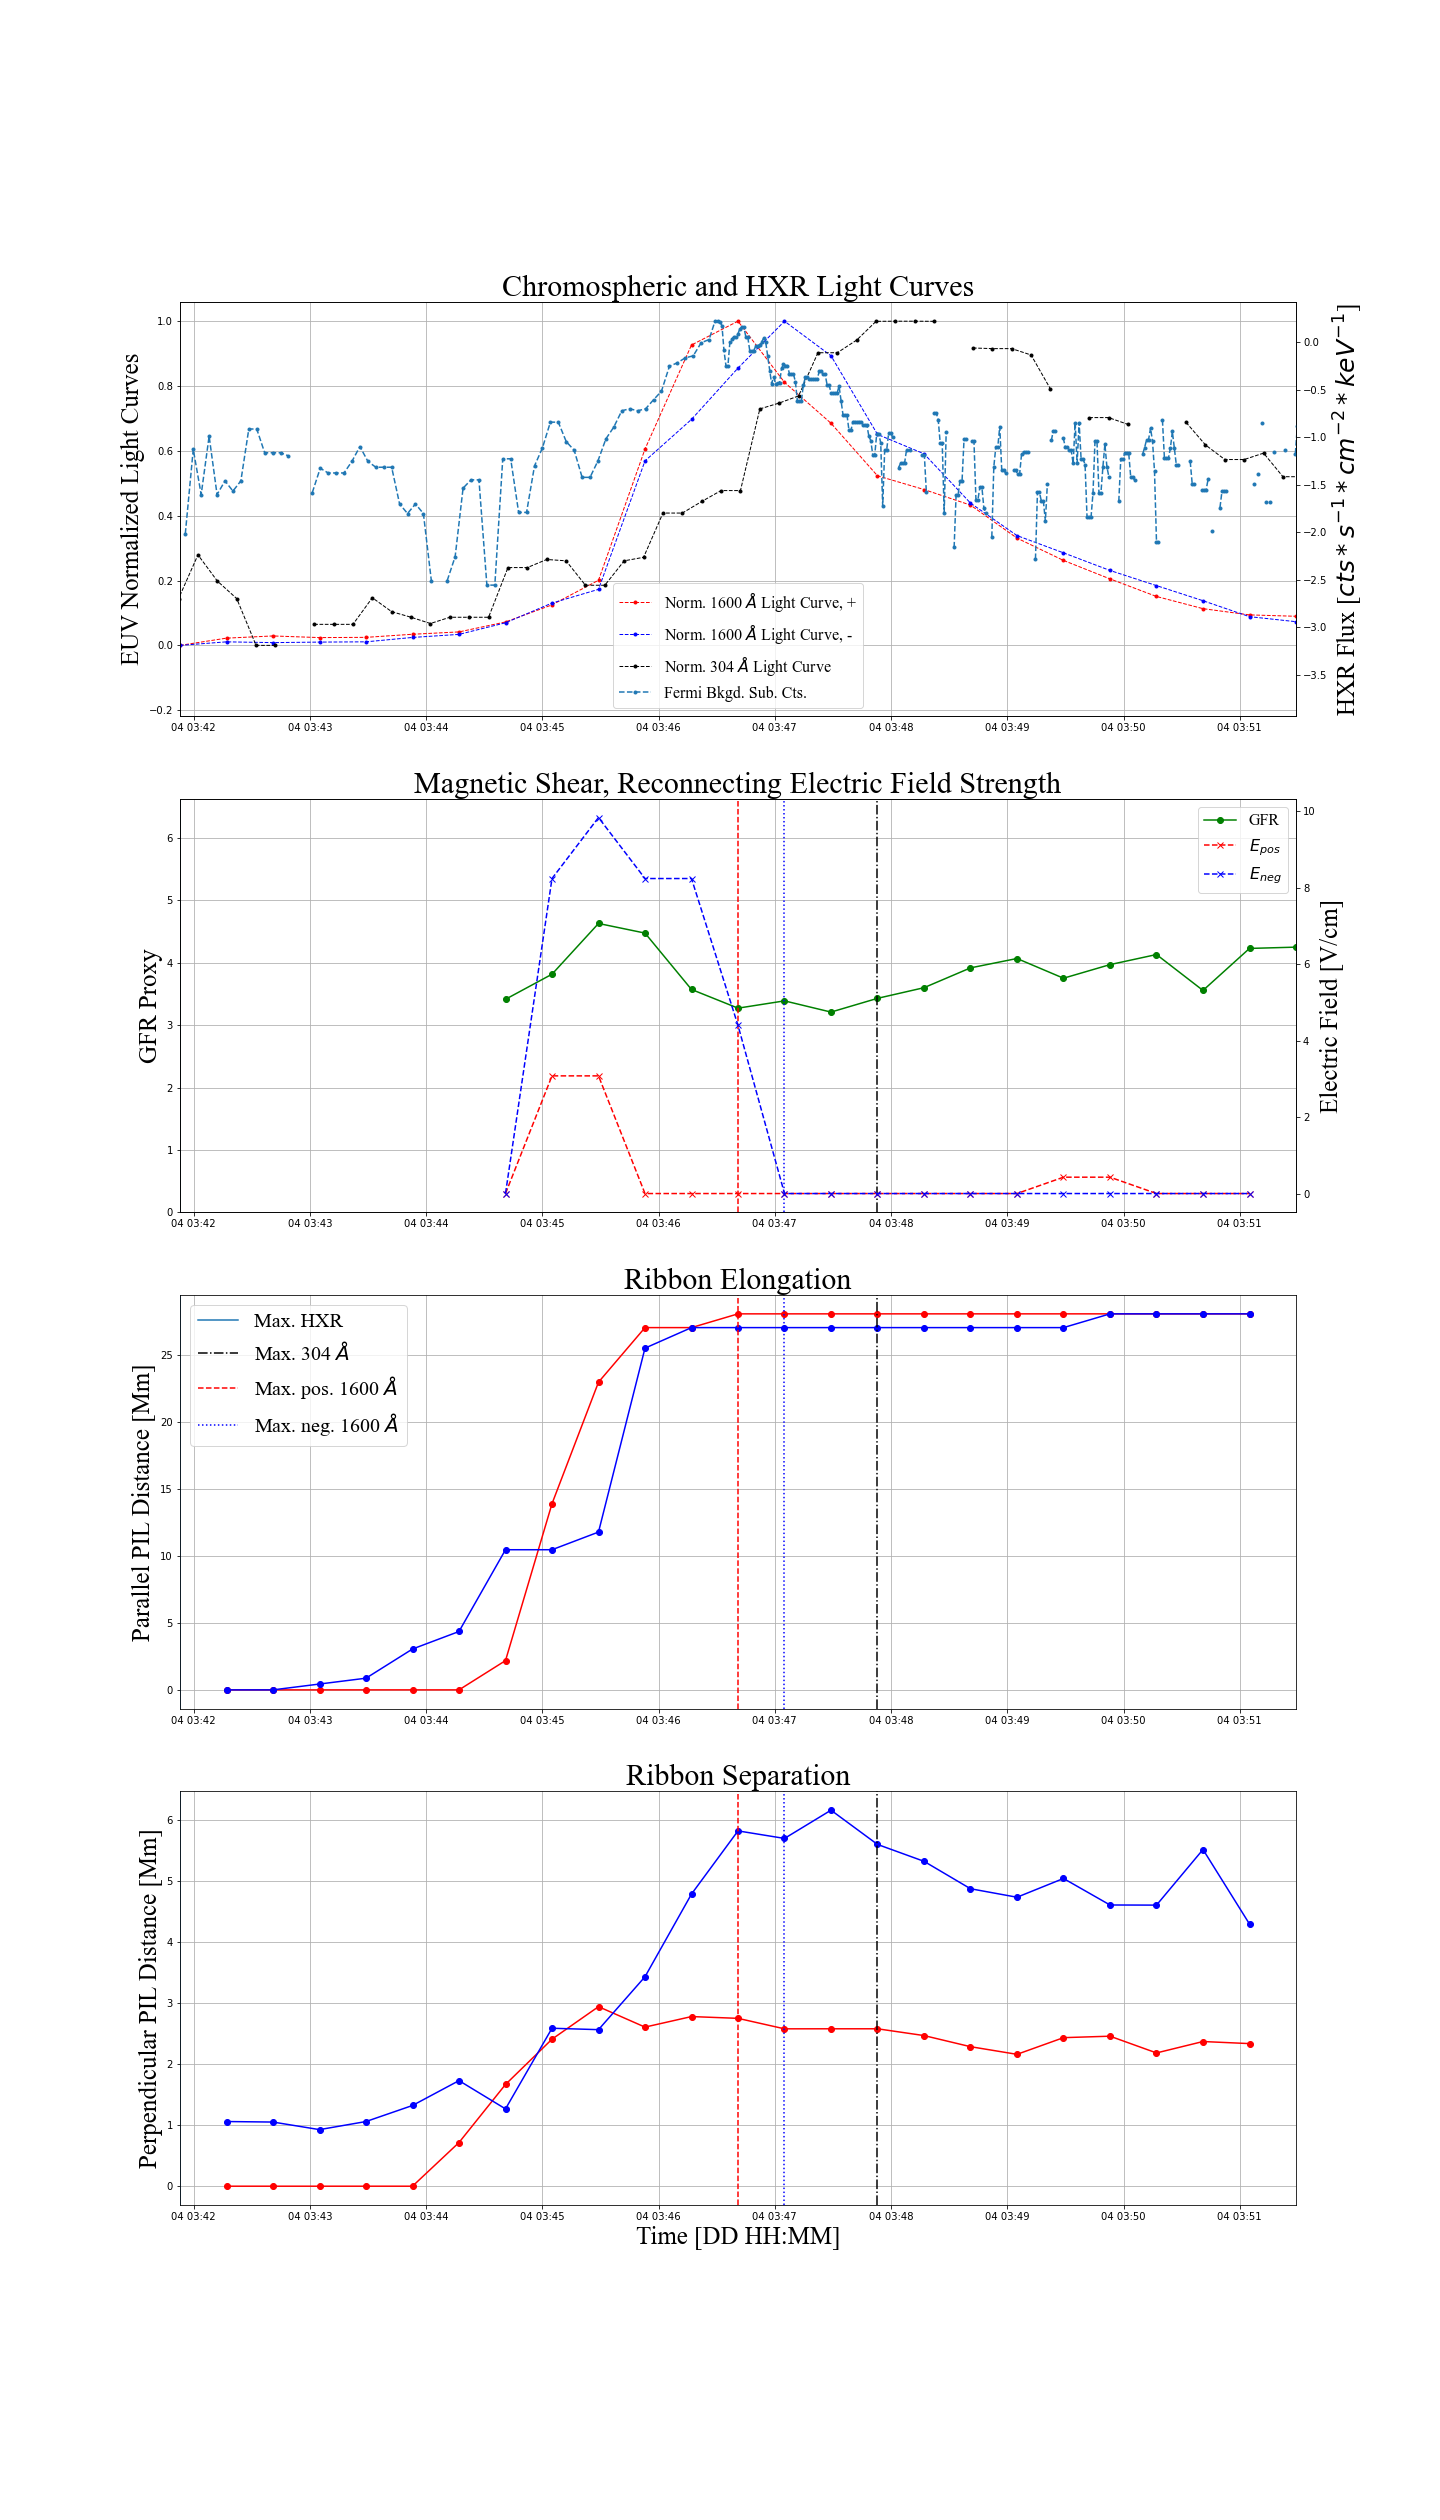 Chromospheric and HXR Light Curves
EUV Normalized Light Curves
1.0
0.8
0.6
0.4
0.2
0.0
−0.2
Norm. 1600 Å Light Curve, +
Norm. 1600 Å Light Curve, -
Norm. 304 Å Light Curve
Fermi Bkgd. Sub. Cts.
0.0
−0.5
−1.0
−1.5
−2.0
−2.5
−3.0
−3.5
HXR Flux [cts * s⁻¹ * cm⁻² * keV⁻¹]
04 03:42 04 03:43 04 03:44 04 03:45 04 03:46 04 03:47 04 03:48 04 03:49 04 03:50 04 03:51
Magnetic Shear, Reconnecting Electric Field Strength
GFR Proxy
6
5
4
3
2
1
0
GFR
E_pos
E_neg
10
8
6
4
2
0
Electric Field [V/cm]
04 03:42 04 03:43 04 03:44 04 03:45 04 03:46 04 03:47 04 03:48 04 03:49 04 03:50 04 03:51
Ribbon Elongation
Parallel PIL Distance [Mm]
25
20
15
10
5
0
Max. HXR
Max. 304 Å
Max. pos. 1600 Å
Max. neg. 1600 Å
04 03:42 04 03:43 04 03:44 04 03:45 04 03:46 04 03:47 04 03:48 04 03:49 04 03:50 04 03:51
Ribbon Separation
Perpendicular PIL Distance [Mm]
6
5
4
3
2
1
0
04 03:42 04 03:43 04 03:44 04 03:45 04 03:46 04 03:47 04 03:48 04 03:49 04 03:50 04 03:51
Time [DD HH:MM]